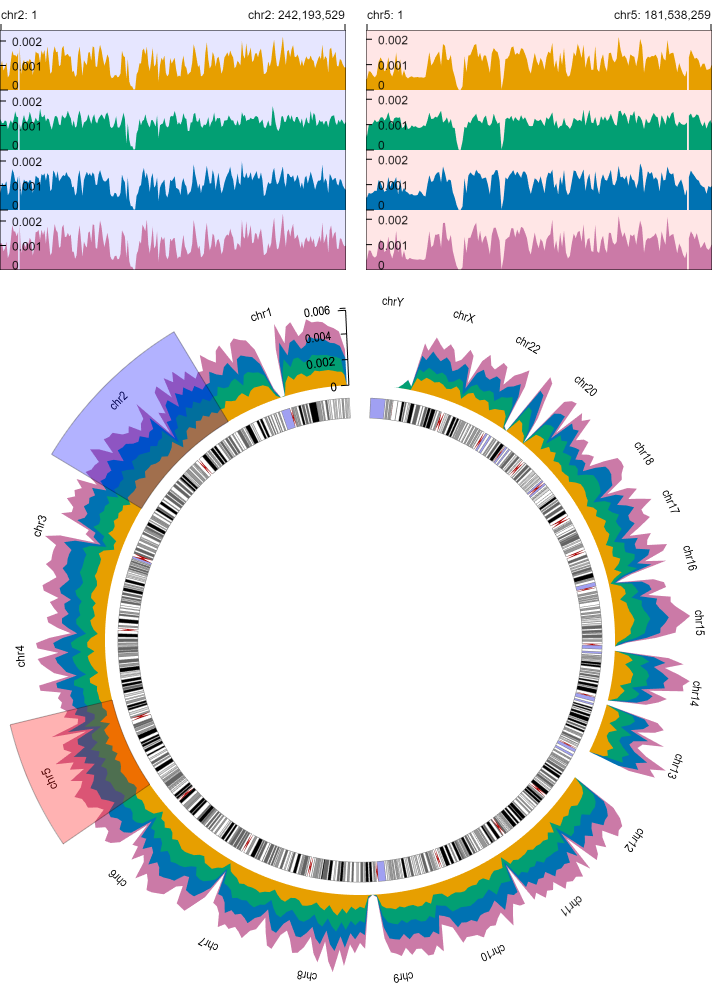 chr2: 1 chr2: 242,193,529 chr5: 1 chr5: 181,538,259
0.002 0.002
0.001 0.001
0 0
0.002 0.002
0.001 0.001
0 0
0.002 0.002
0.001 0.001
0 0
0.002 0.002
0.001 0.001
0 0
chrY
chr1 0.006 chrX
0.004 chr22
0.002
0 chr20
chr2
chr18
chr17
chr3
chr16
chr15
chr4
chr14
chr13
chr5
chr12
chr6
chr11
chr7
chr10
chr8 chr9